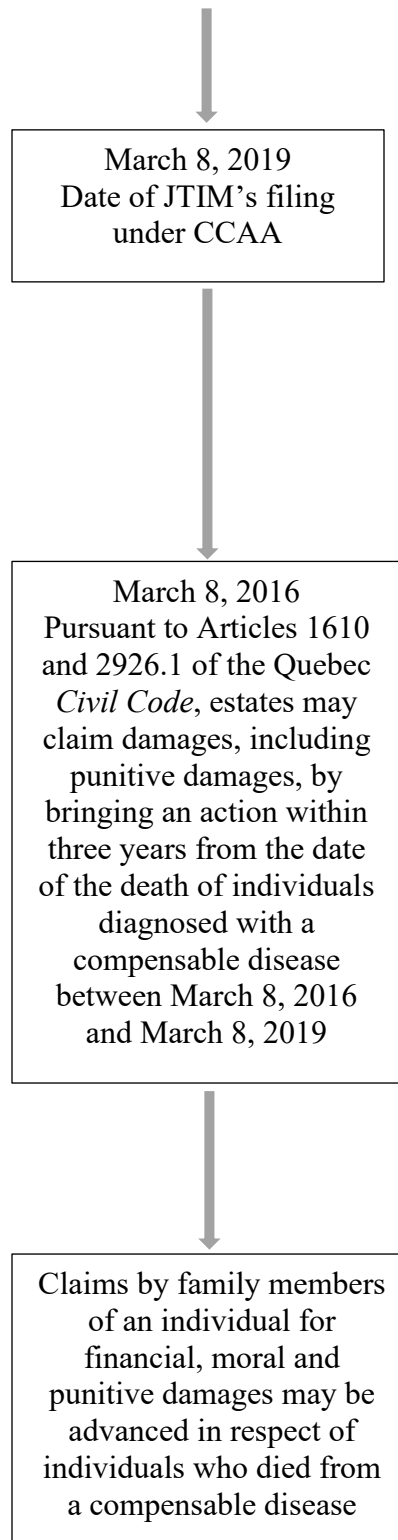 March 8, 2019
Date of JTIM’s filing
under CCAA
March 8, 2016
Pursuant to Articles 1610
and 2926.1 of the Quebec
Civil Code, estates may
claim damages, including
punitive damages, by
bringing an action within
three years from the date
of the death of individuals
diagnosed with a
compensable disease
between March 8, 2016
and March 8, 2019
Claims by family members
of an individual for
financial, moral and
punitive damages may be
advanced in respect of
individuals who died from
a compensable disease